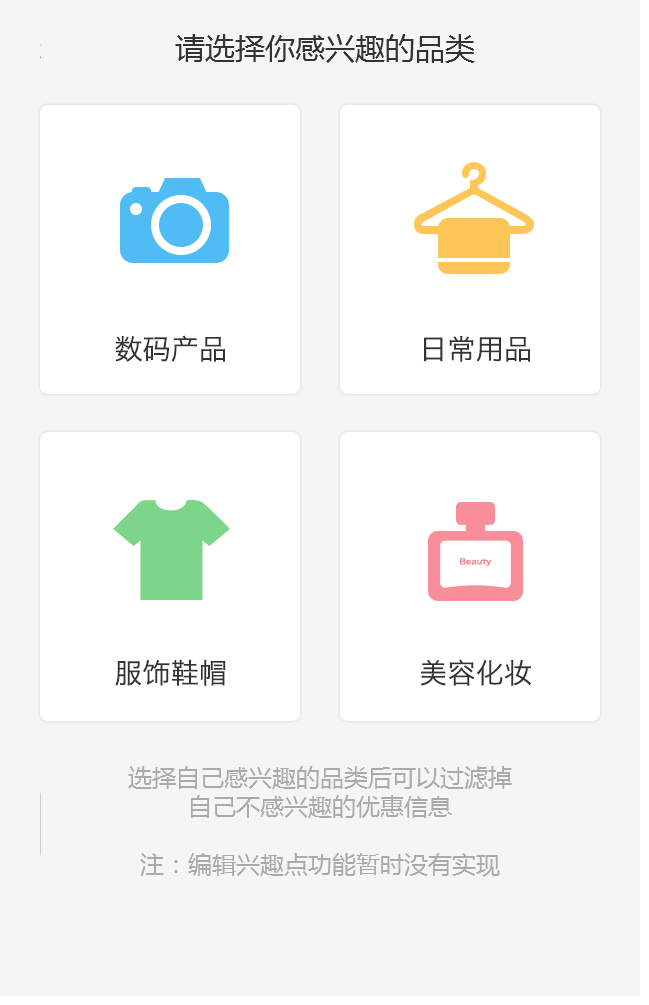 请选择你感兴趣的品类
数码产品
日常用品
Beauty
服饰鞋帽
美容化妆
选择自己感兴趣的品类后可以过滤掉
自己不感兴趣的优惠信息
注：编辑兴趣点功能暂时没有实现